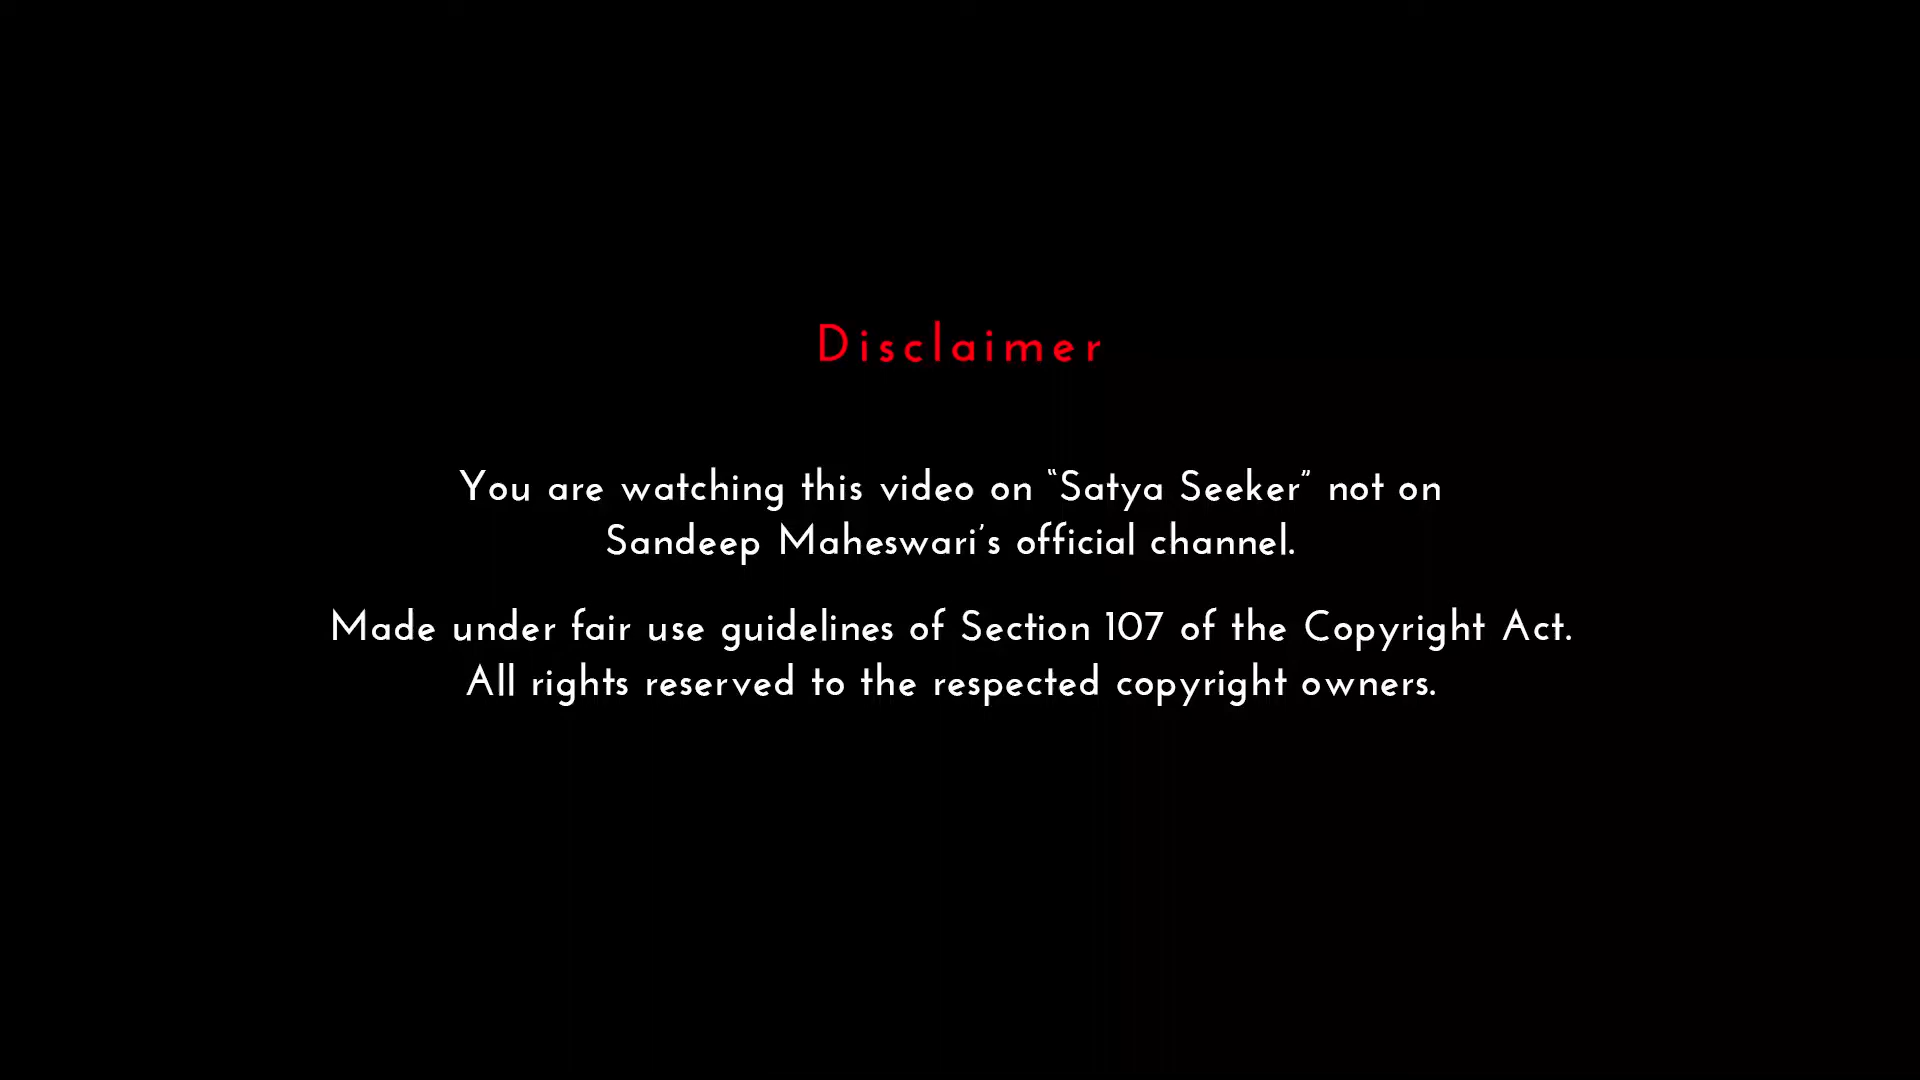 Disclaimer
You are watching this video on “Satya Seeker” not on
Sandeep Maheswari’s official channel.
Made under fair use guidelines of Section 107 of the Copyright Act.
All rights reserved to the respected copyright owners.